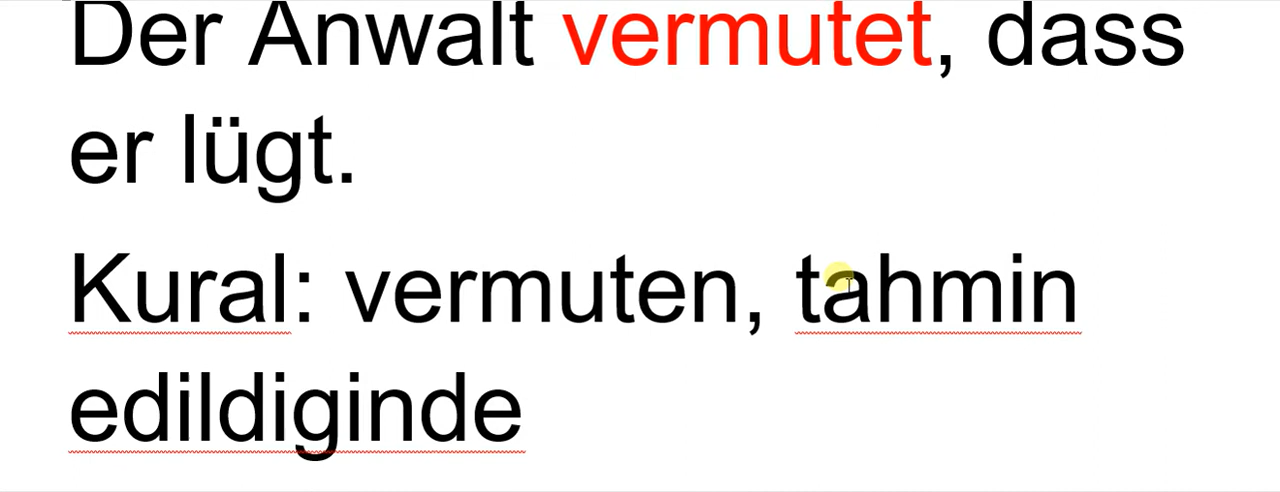 Der Anwalt vermutet, dass
er lügt.
Kural: vermuten, tahmin
edildiginde